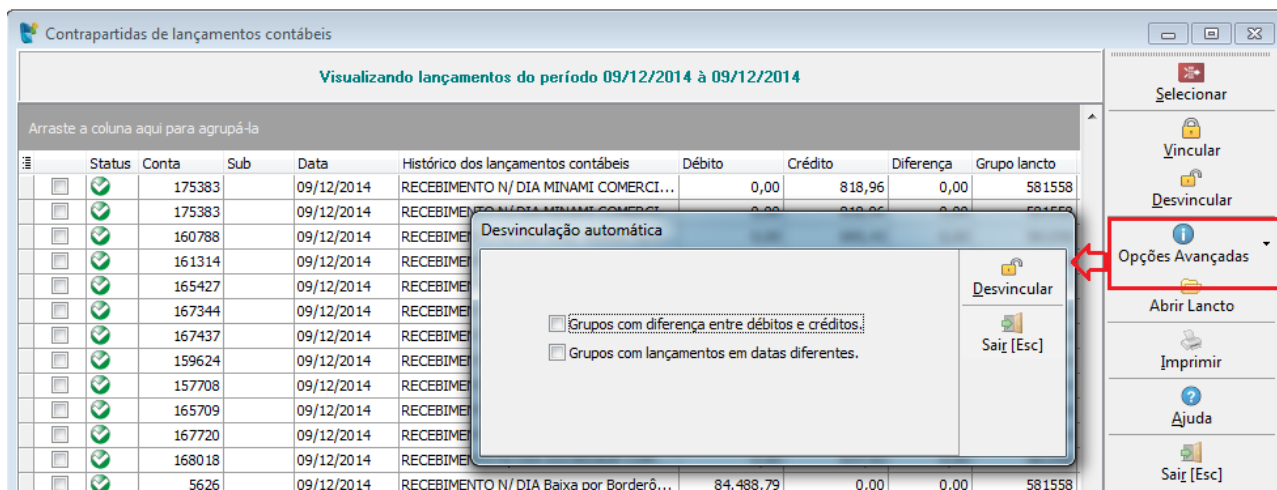 Contrapartidas de lançamentos contábeis
Visualizando lançamentos do período 09/12/2014 à 09/12/2014
Arraste a coluna aqui para agrupá-la
Status Conta Sub Data Histórico dos lançamentos contábeis Débito Crédito Diferença Grupo lancto
175383 09/12/2014 RECEBIMENTO N/ DIA MINAMI COMERCI... 0,00 818,96 0,00 581558
175383 09/12/2014 RECEBIMENTO N/ DIA MINAMI COMERCI... 0,00 818,96 0,00 581558
160788 09/12/2014 RECEBIMEN
161314 09/12/2014 RECEBIMEN
165427 09/12/2014 RECEBIMEN
167344 09/12/2014 RECEBIMEN
167437 09/12/2014 RECEBIMEN
159624 09/12/2014 RECEBIMEN
157708 09/12/2014 RECEBIMEN
165709 09/12/2014 RECEBIMEN
167720 09/12/2014 RECEBIMEN
168018 09/12/2014 RECEBIMEN
5626 09/12/2014 RECEBIMENTO N/ DIA Baixa por Borderô... 84.488,79 0,00 0,00 581558
Desvinculação automática
Grupos com diferença entre débitos e créditos.
Grupos com lançamentos em datas diferentes.
Desvincular
Sair [Esc]
Selecionar
Vincular
Desvincular
Opções Avançadas
Abrir Lancto
Imprimir
Ajuda
Sair [Esc]